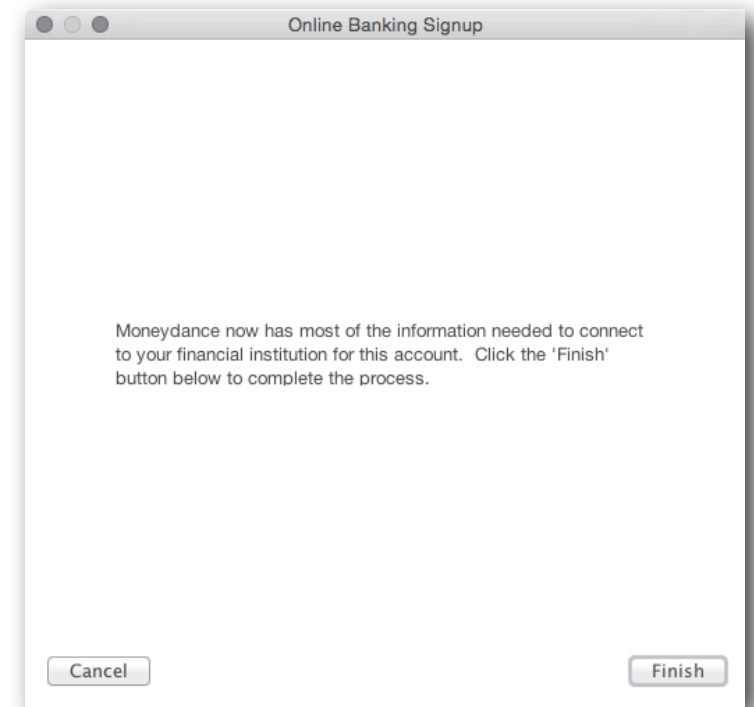 Online Banking Signup
Moneydance now has most of the information needed to connect
to your financial institution for this account.  Click the 'Finish'
button below to complete the process.
Cancel
Finish